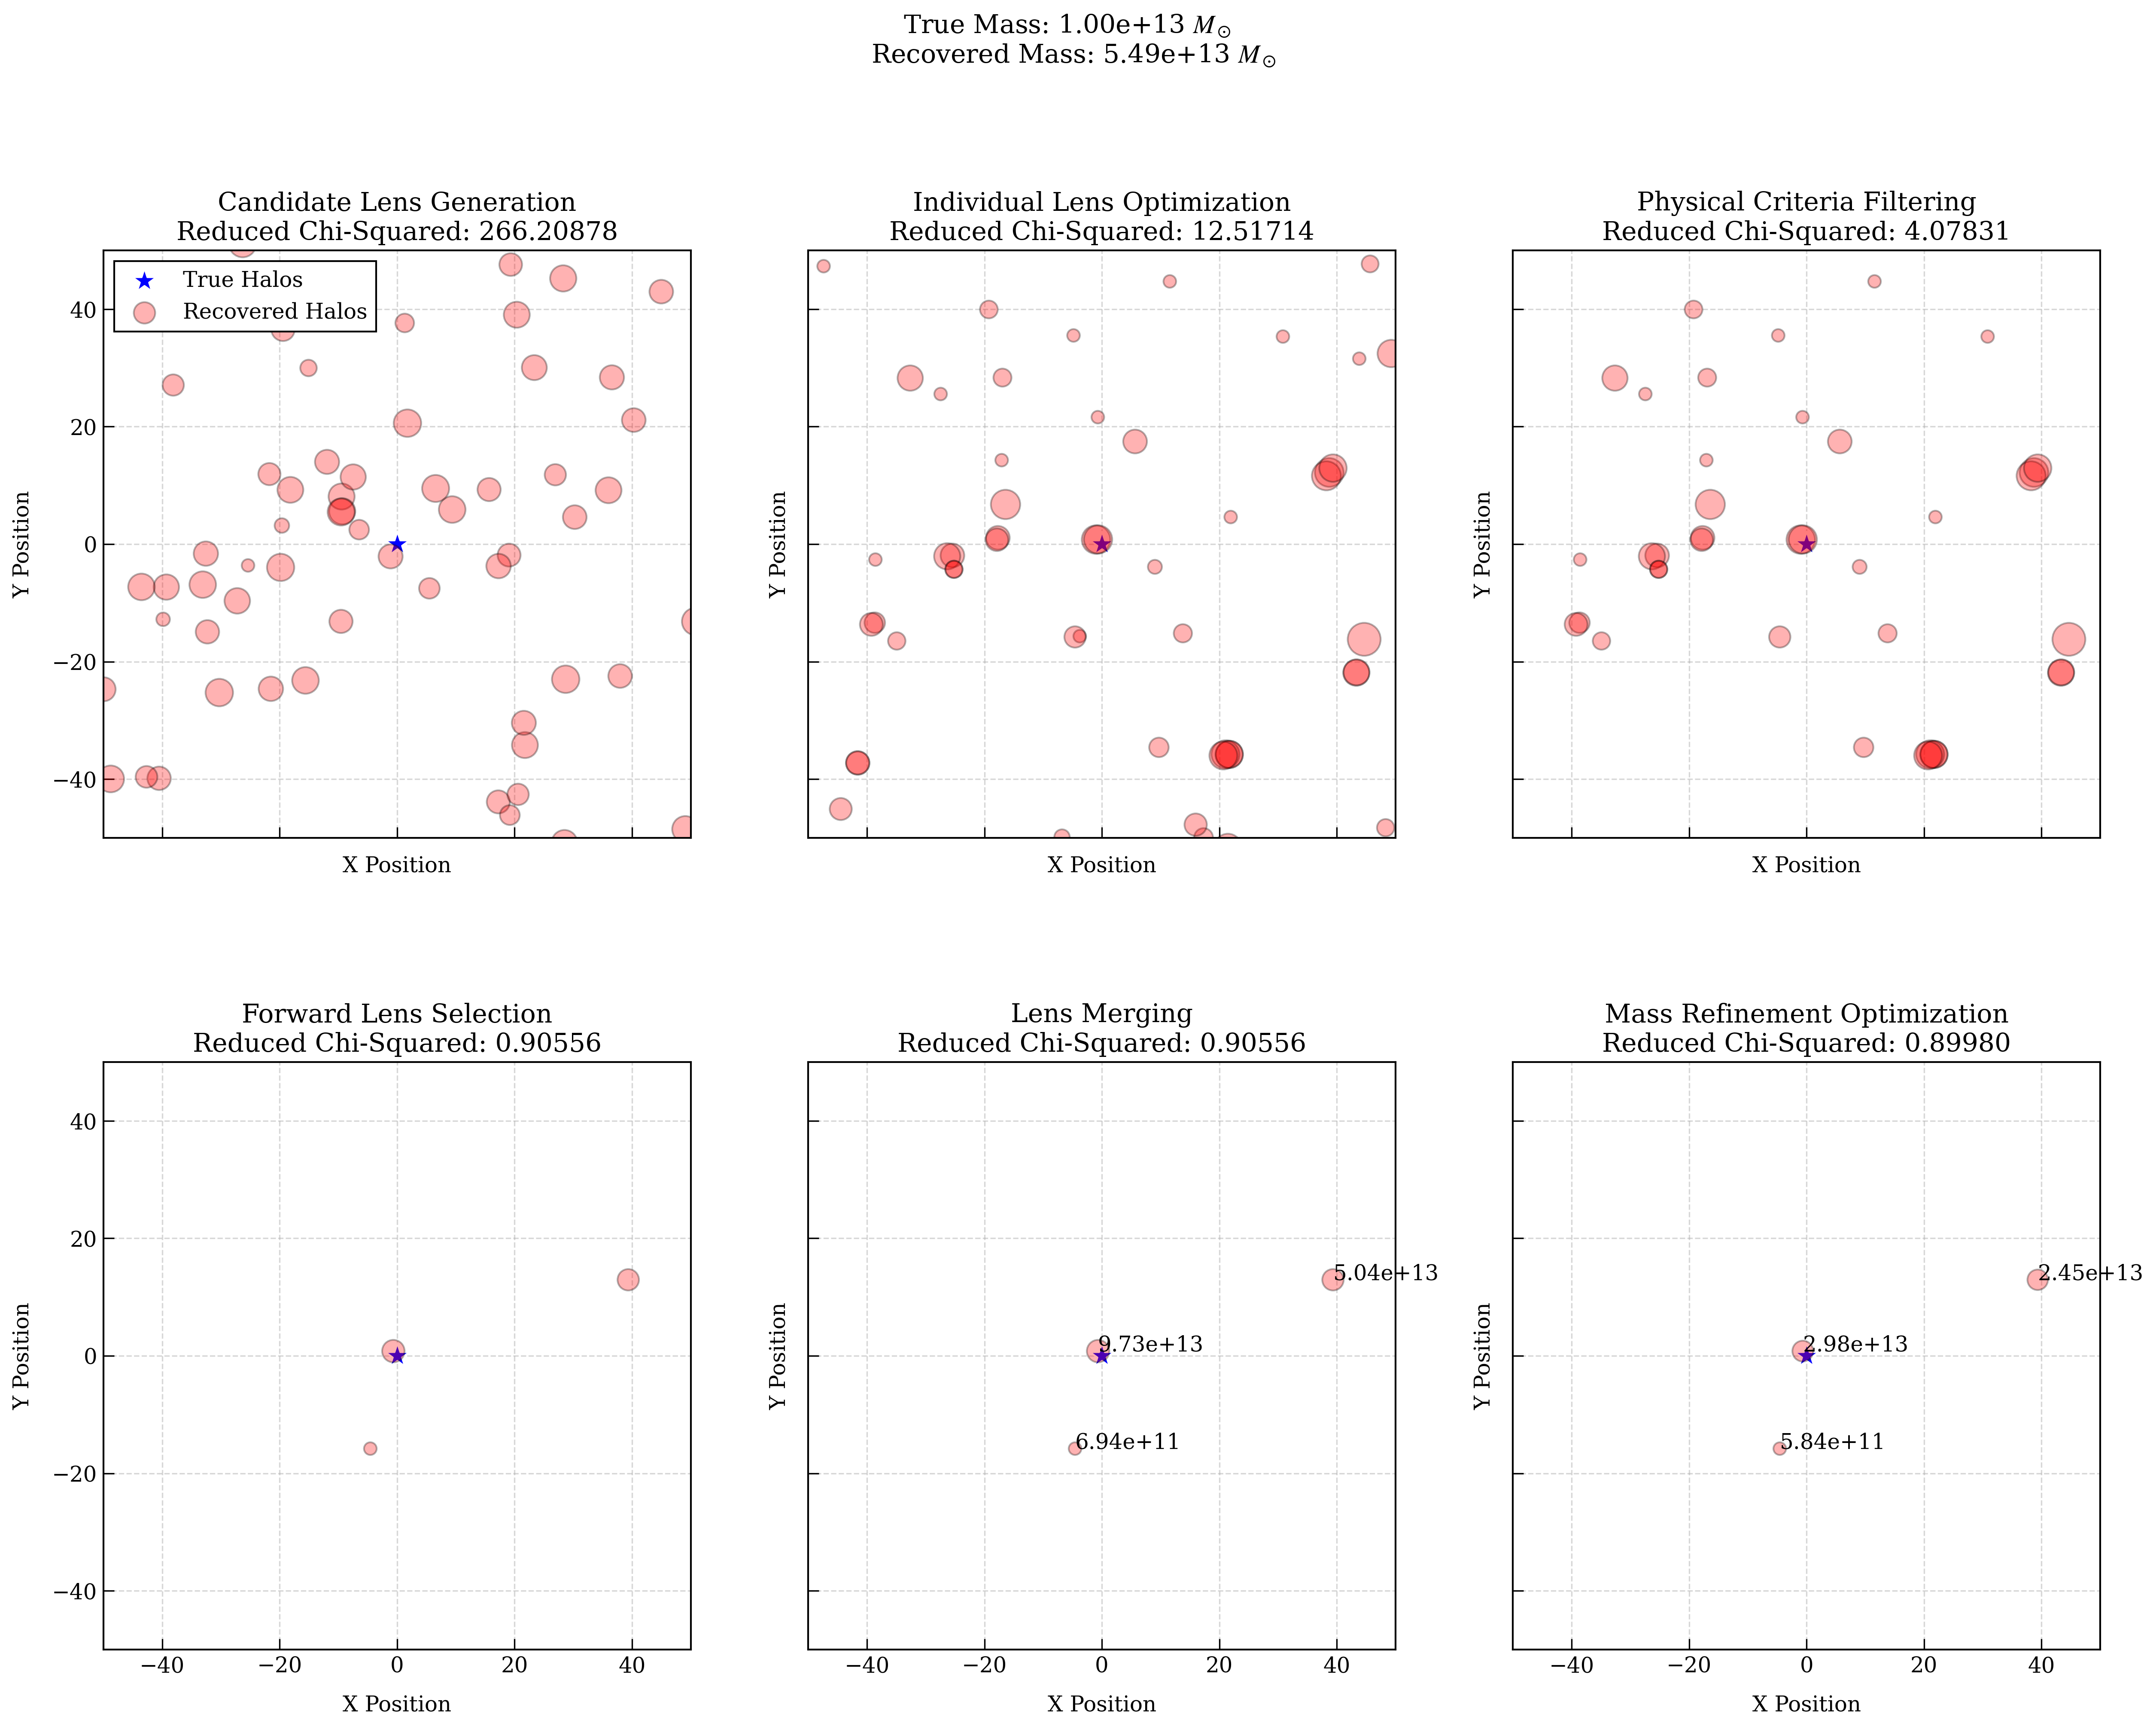 True Mass: 1.00e+13 M☉
Recovered Mass: 5.49e+13 M☉
Candidate Lens Generation
Reduced Chi-Squared: 266.20878
True Halos
Recovered Halos
40
20
0
−20
−40
Y Position
X Position
Individual Lens Optimization
Reduced Chi-Squared: 12.51714
Y Position
X Position
Physical Criteria Filtering
Reduced Chi-Squared: 4.07831
Y Position
X Position
Forward Lens Selection
Reduced Chi-Squared: 0.90556
40
20
0
−20
−40
Y Position
−40 −20 0 20 40
X Position
Lens Merging
Reduced Chi-Squared: 0.90556
5.04e+13
9.73e+13
6.94e+11
Y Position
−40 −20 0 20 40
X Position
Mass Refinement Optimization
Reduced Chi-Squared: 0.89980
2.45e+13
2.98e+13
5.84e+11
Y Position
−40 −20 0 20 40
X Position